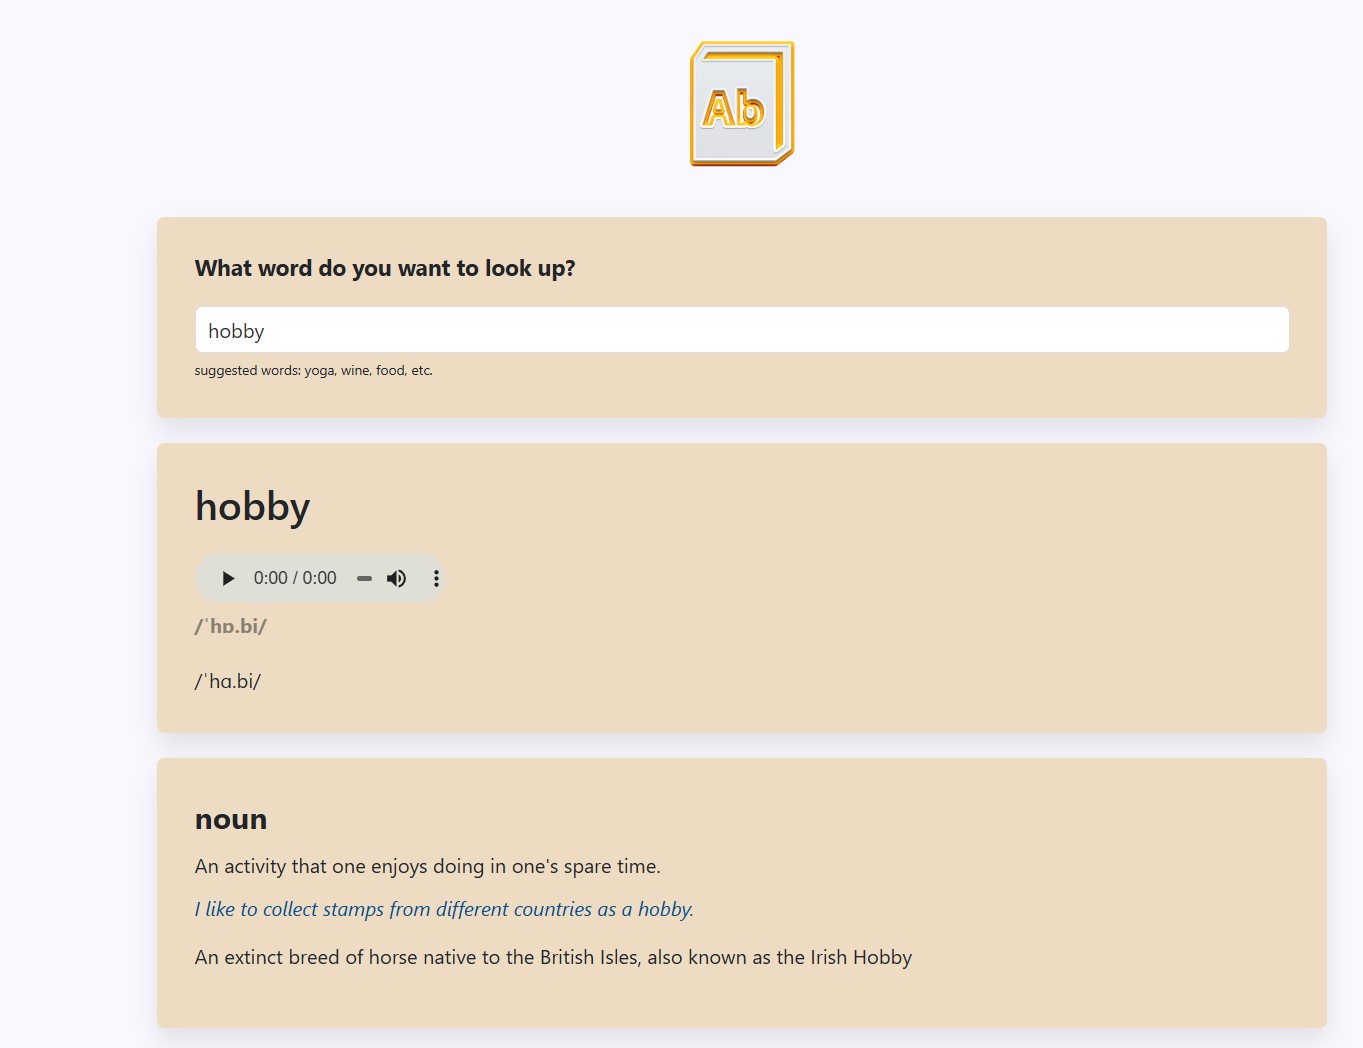 Ab
What word do you want to look up?
hobby
suggested words: yoga, wine, food, etc.
hobby
0:00 / 0:00
/ˈhɒ.bi/
/ˈhɑ.bi/
noun
An activity that one enjoys doing in one's spare time.
I like to collect stamps from different countries as a hobby.
An extinct breed of horse native to the British Isles, also known as the Irish Hobby